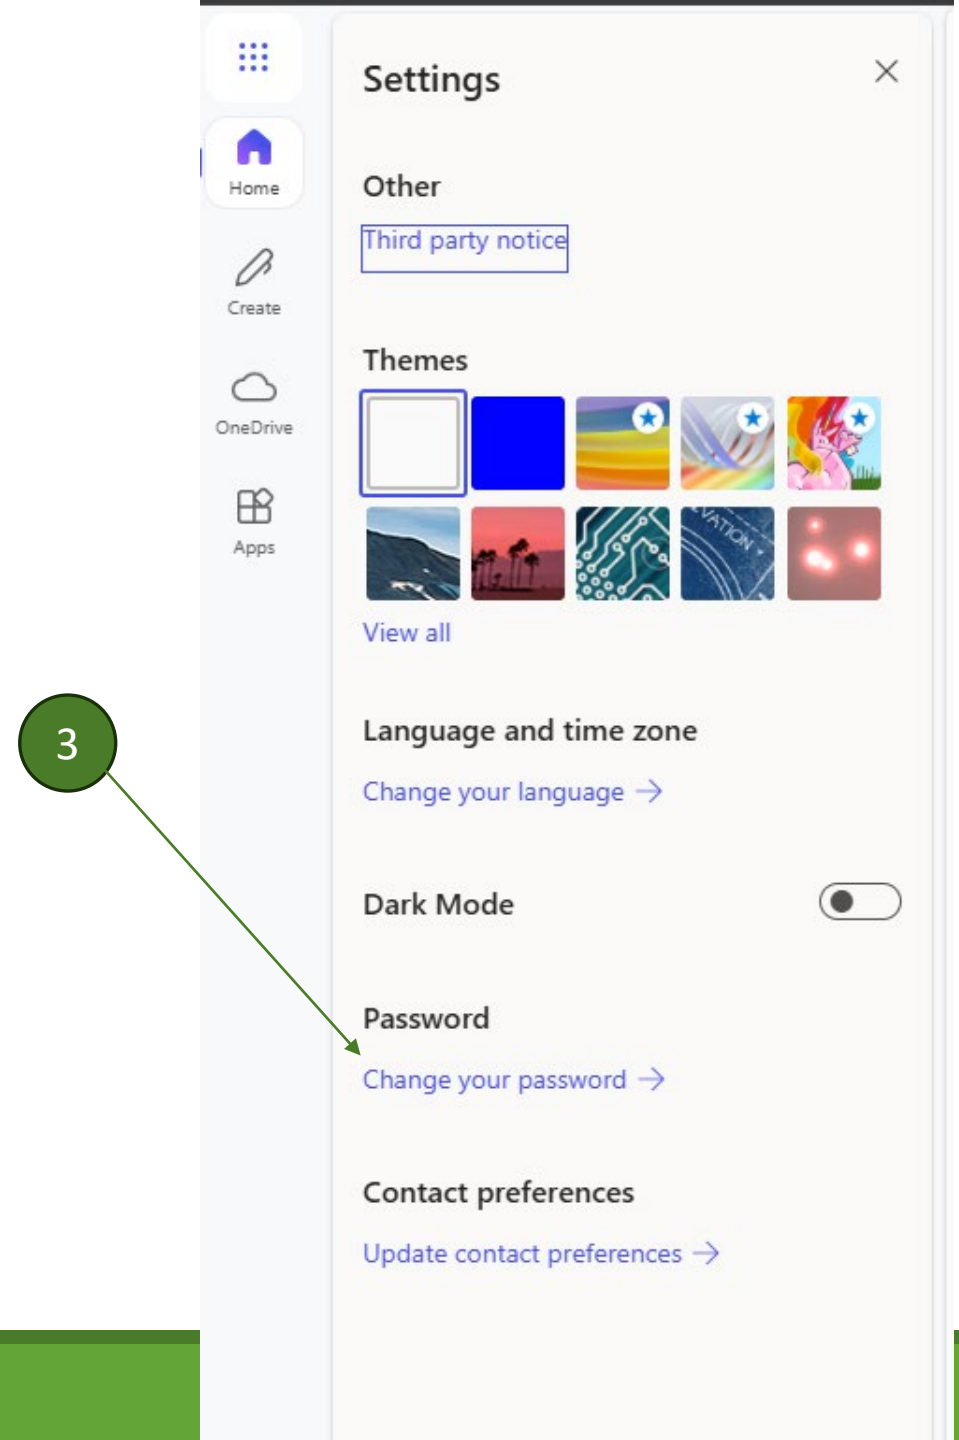 Settings
Home
Other
Third party notice
Create
Themes
OneDrive
Apps
VATION
View all
3
Language and time zone
Change your language
Dark Mode
Password
Change your password
Contact preferences
Update contact preferences